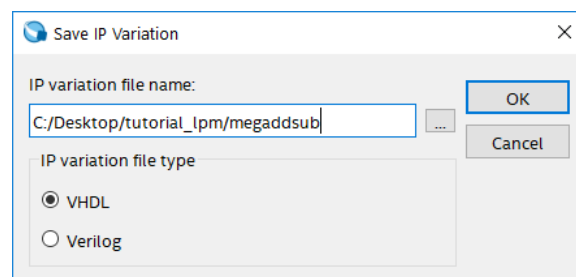 Save IP Variation
IP variation file name:
C:/Desktop/tutorial_lpm/megaddsub
...
OK
Cancel
IP variation file type
VHDL
Verilog